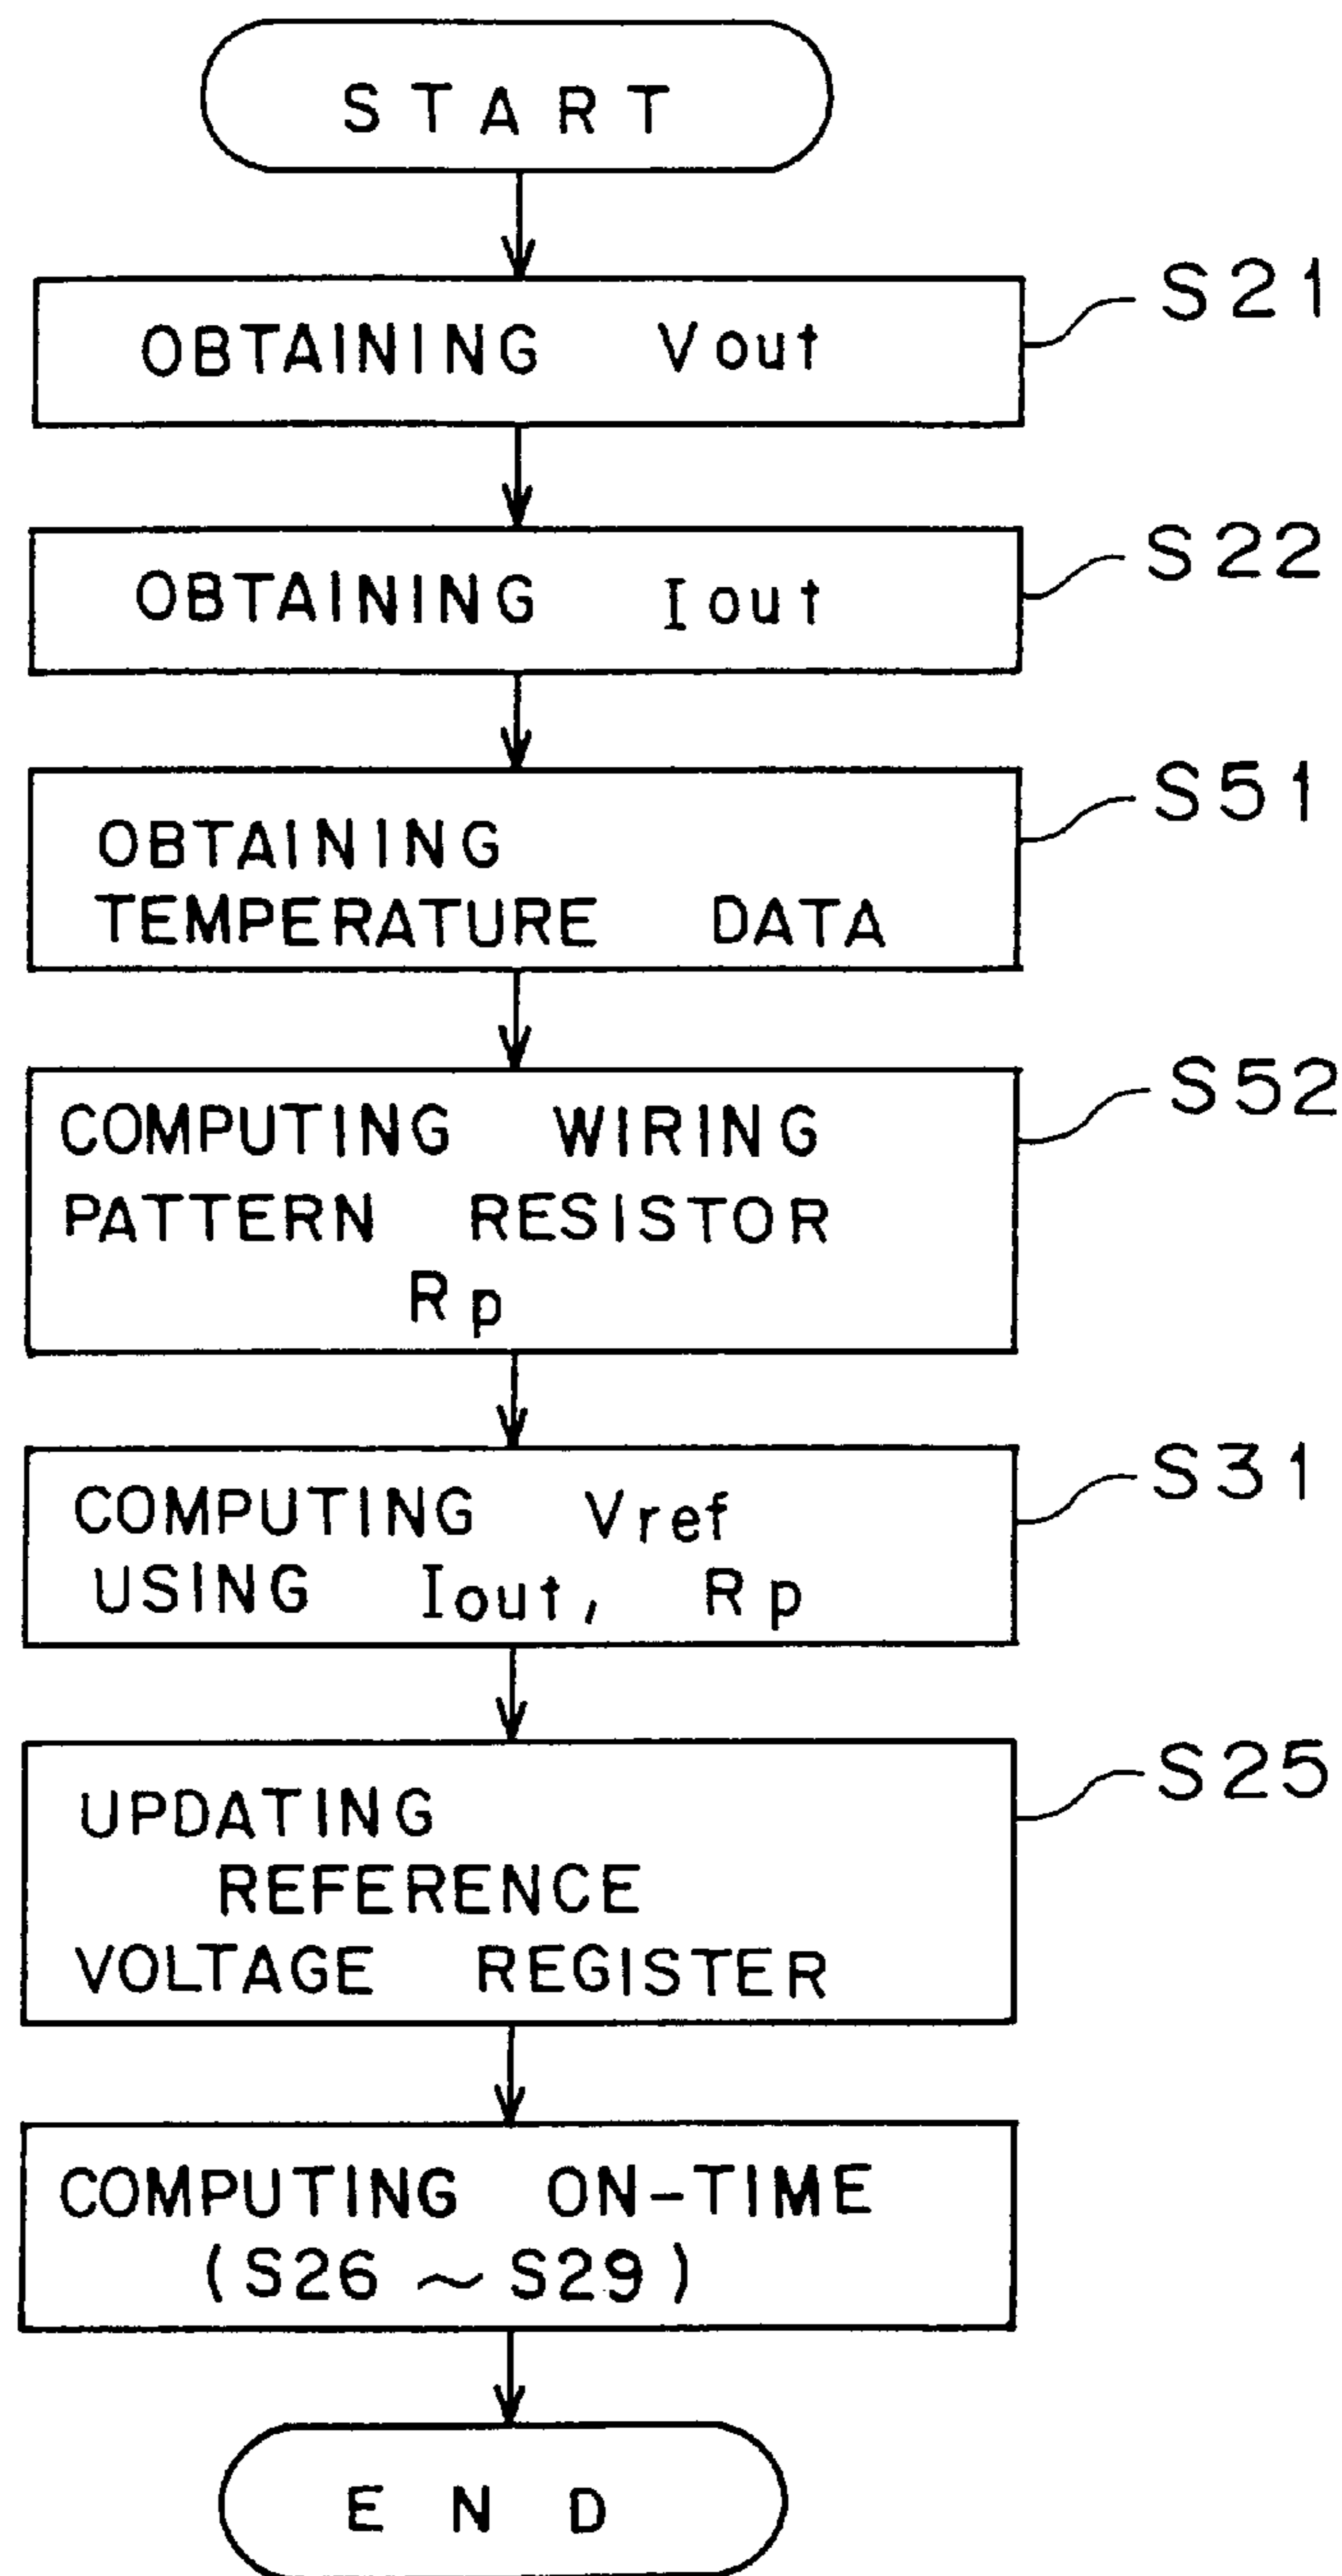 START
S21
OBTAINING Vout
S22
OBTAINING Iout
S51
OBTAINING
TEMPERATURE DATA
S52
COMPUTING WIRING
PATTERN RESISTOR
Rp
S31
COMPUTING Vref
USING Iout, Rp
S25
UPDATING
REFERENCE
VOLTAGE REGISTER
COMPUTING ON-TIME
(S26 ~ S29)
END